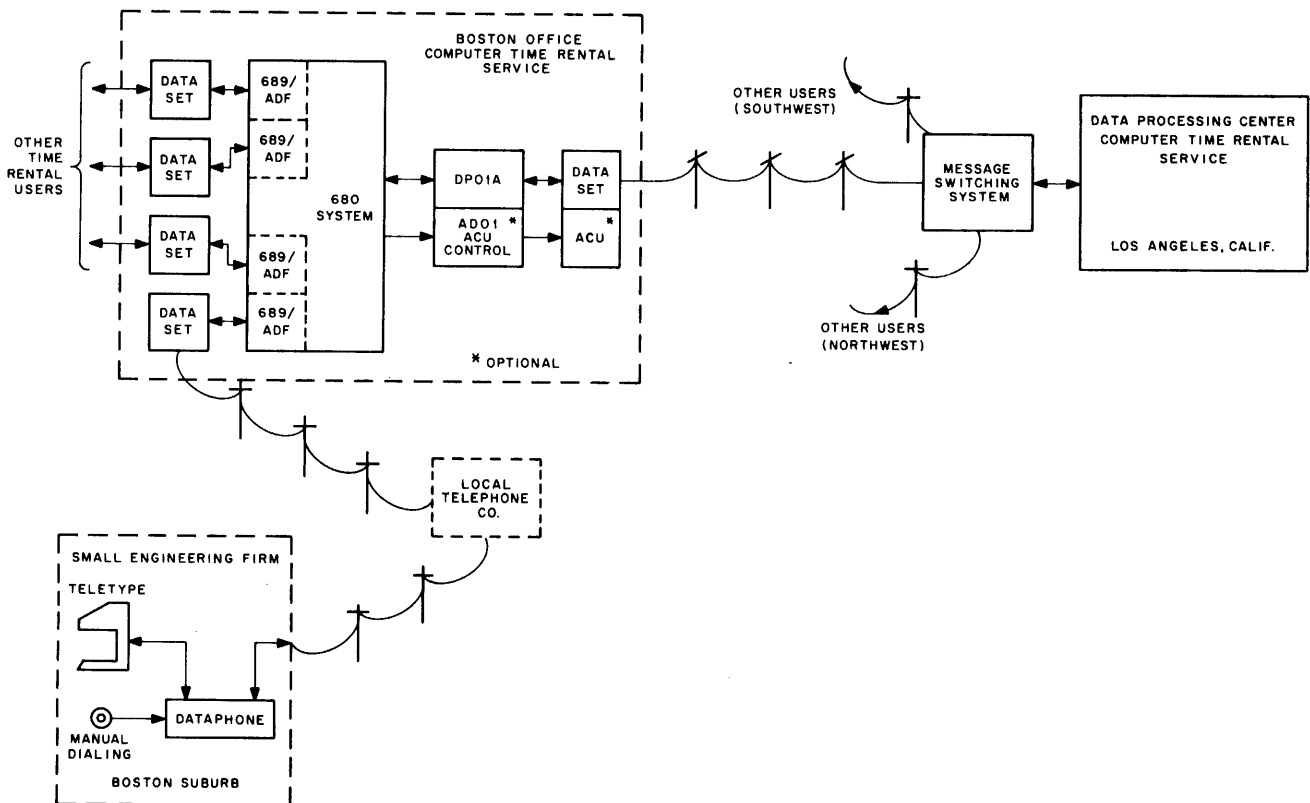 BOSTON OFFICE
COMPUTER TIME RENTAL
SERVICE
OTHER
TIME
RENTAL
USERS
DATA
SET
689/
ADF
DATA
SET
689/
ADF
DATA
SET
689/
ADF
DATA
SET
689/
ADF
680
SYSTEM
DP01A
AD01 *
ACU
CONTROL
DATA
SET
*
ACU
* OPTIONAL
OTHER USERS
(SOUTHWEST)
MESSAGE
SWITCHING
SYSTEM
OTHER USERS
(NORTHWEST)
DATA PROCESSING CENTER
COMPUTER TIME RENTAL
SERVICE
LOS ANGELES, CALIF.
LOCAL
TELEPHONE
CO.
SMALL ENGINEERING FIRM
TELETYPE
DATAPHONE
MANUAL
DIALING
BOSTON SUBURB